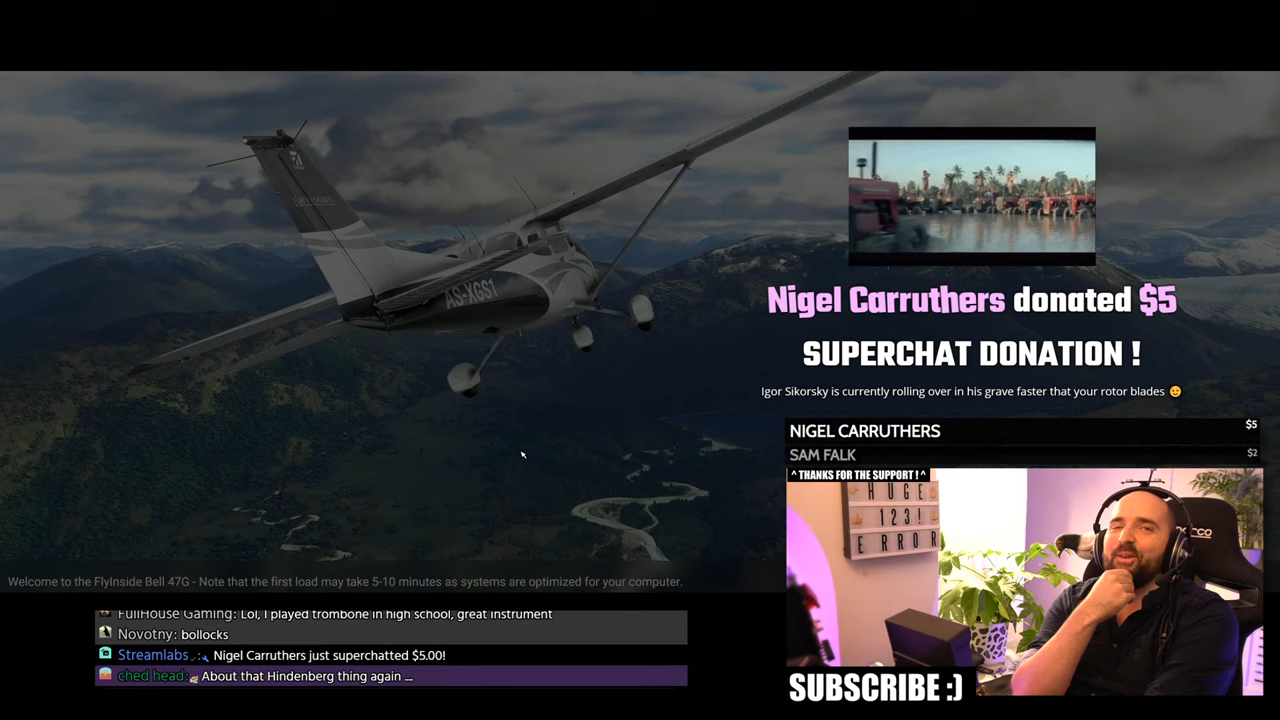 SKYHAWK
AS-XGS1
Nigel Carruthers donated $5
SUPERCHAT DONATION !
Igor Sikorsky is currently rolling over in his grave faster that your rotor blades 😉
NIGEL CARRUTHERS $5
SAM FALK $2
^ THANKS FOR THE SUPPORT ! ^
HUGE
123!
ERROR
SUBSCRIBE :)
Welcome to the FlyInside Bell 47G - Note that the first load may take 5-10 minutes as systems are optimized for your computer.
FullHouse Gaming: Lol, I played trombone in high school, great instrument
Novotny: bollocks
Streamlabs: Nigel Carruthers just superchatted $5.00!
ched head: About that Hindenberg thing again ....